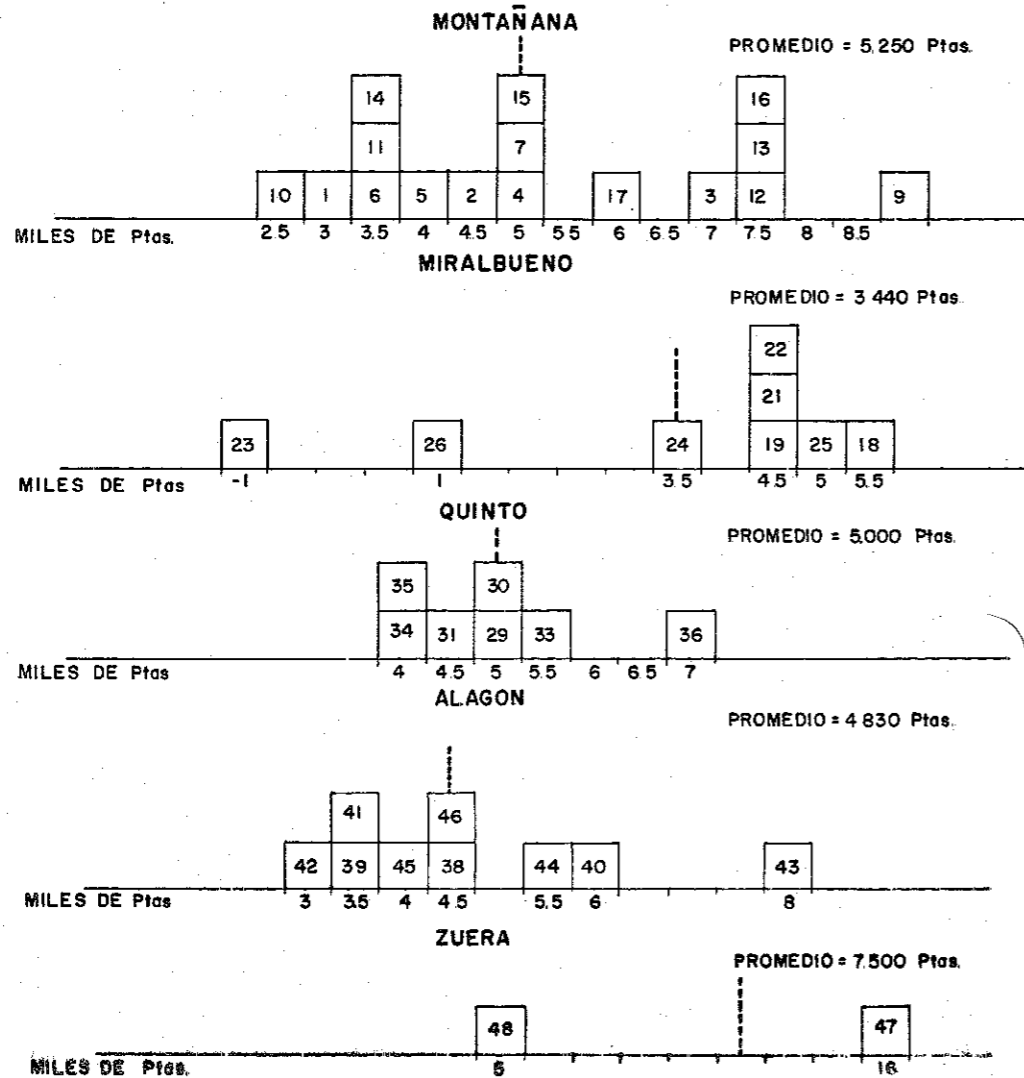 MONTAÑANA
PROMEDIO = 5.250 Ptas.
14 15 16
11 7 13
10 1 6 5 2 4 17 3 12 9
MILES DE Ptas. 2.5 3 3.5 4 4.5 5 5.5 6 6.5 7 7.5 8 8.5
MIRALBUENO
PROMEDIO = 3 440 Ptas.
22
21
23 26 24 19 25 18
MILES DE Ptas -1 1 3.5 4.5 5 5.5
QUINTO
PROMEDIO = 5.000 Ptas.
35 30
34 31 29 33 36
MILES DE Ptas 4 4.5 5 5.5 6 6.5 7
ALAGON
PROMEDIO = 4 830 Ptas.
41 46
42 39 45 38 44 40 43
MILES DE Ptas 3 3.5 4 4.5 5.5 6 8
ZUERA
PROMEDIO = 7.500 Ptas.
48 47
MILES DE Ptas. 5 16